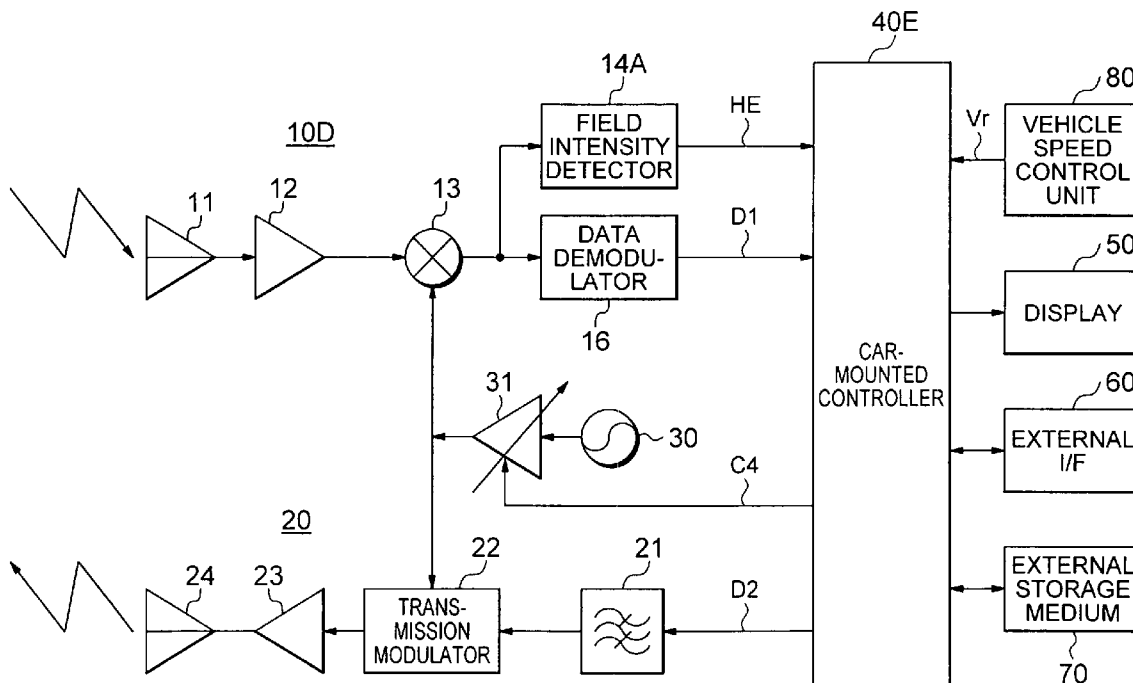 40E
14A
HE
80
10D
FIELD
INTENSITY
DETECTOR
Vr
VEHICLE
SPEED
CONTROL
UNIT
11
12
13
D1
DATA
DEMODU-
LATOR
16
50
DISPLAY
CAR-
MOUNTED
CONTROLLER
31
30
60
EXTERNAL
I/F
C4
20
24
23
22
21
D2
TRANS-
MISSION
MODULATOR
EXTERNAL
STORAGE
MEDIUM
70